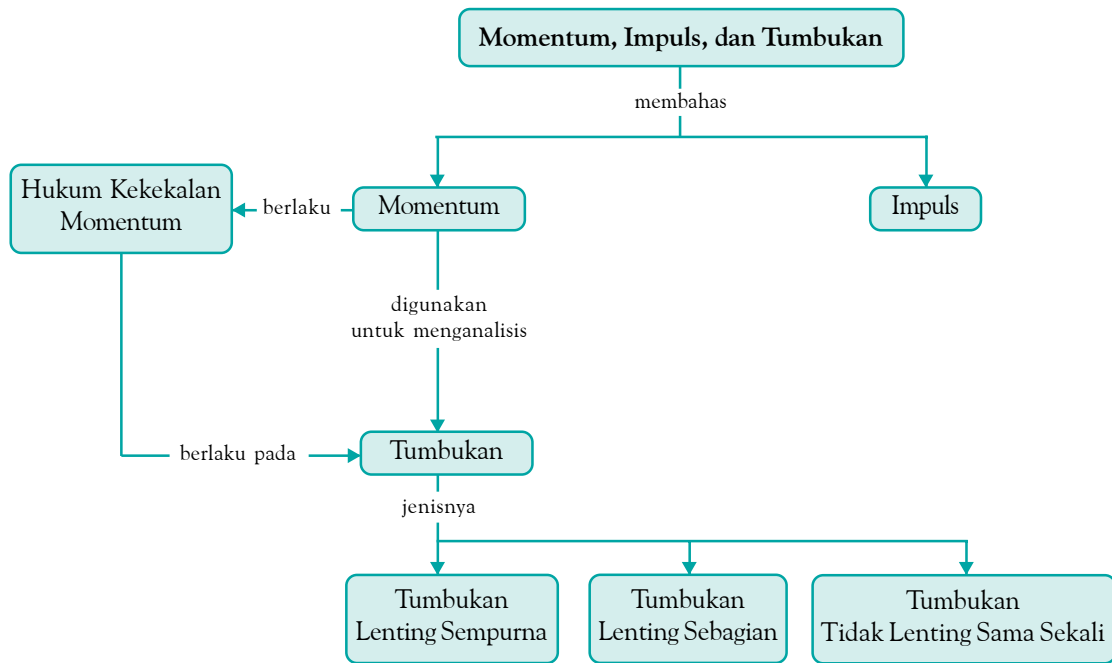 Momentum, Impuls, dan Tumbukan
membahas
Hukum Kekekalan
Momentum
berlaku
Momentum
Impuls
digunakan
untuk menganalisis
berlaku pada
Tumbukan
jenisnya
Tumbukan
Lenting Sempurna
Tumbukan
Lenting Sebagian
Tumbukan
Tidak Lenting Sama Sekali